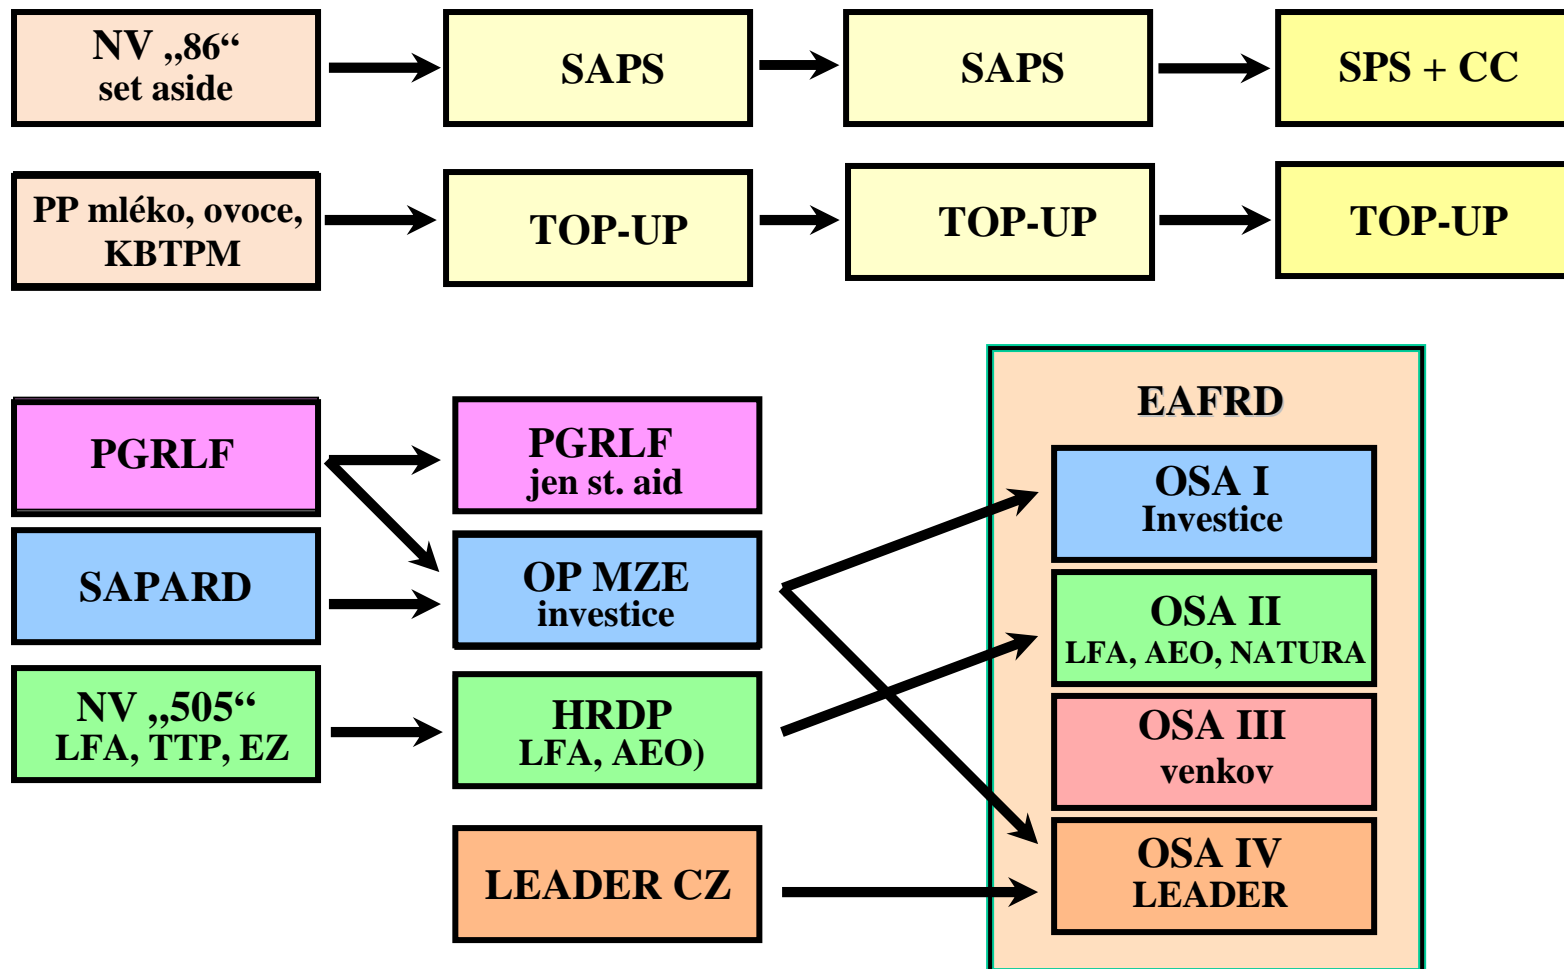 NV „86“
set aside
SAPS
SAPS
SPS + CC
PP mléko, ovoce,
KBTPM
TOP-UP
TOP-UP
TOP-UP
PGRLF
PGRLF
jen st. aid
EAFRD
OSA I
Investice
SAPARD
OP MZE
investice
OSA II
LFA, AEO, NATURA
NV „505“
LFA, TTP, EZ
HRDP
LFA, AEO)
OSA III
venkov
LEADER CZ
OSA IV
LEADER